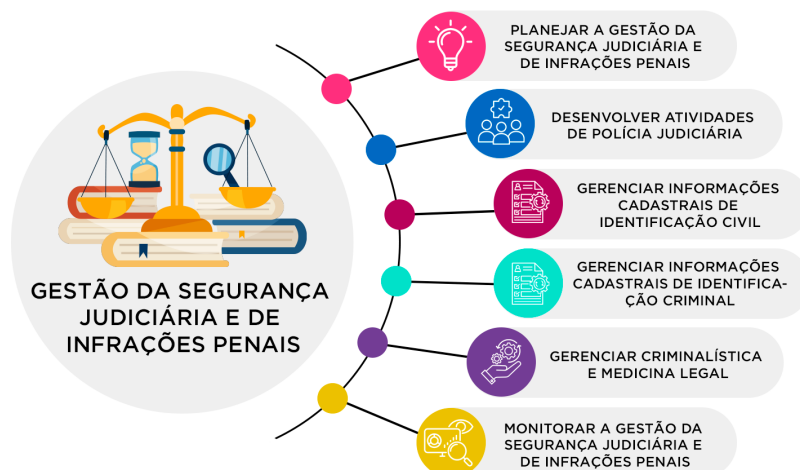 GESTÃO DA SEGURANÇA
JUDICIÁRIA E DE
INFRAÇÕES PENAIS
PLANEJAR A GESTÃO DA
SEGURANÇA JUDICIÁRIA E
DE INFRAÇÕES PENAIS
DESENVOLVER ATIVIDADES
DE POLÍCIA JUDICIÁRIA
GERENCIAR INFORMAÇÕES
CADASTRAIS DE
IDENTIFICAÇÃO CIVIL
GERENCIAR INFORMAÇÕES
CADASTRAIS DE IDENTIFICA-
ÇÃO CRIMINAL
GERENCIAR CRIMINALÍSTICA
E MEDICINA LEGAL
MONITORAR A GESTÃO DA
SEGURANÇA JUDICIÁRIA E
DE INFRAÇÕES PENAIS